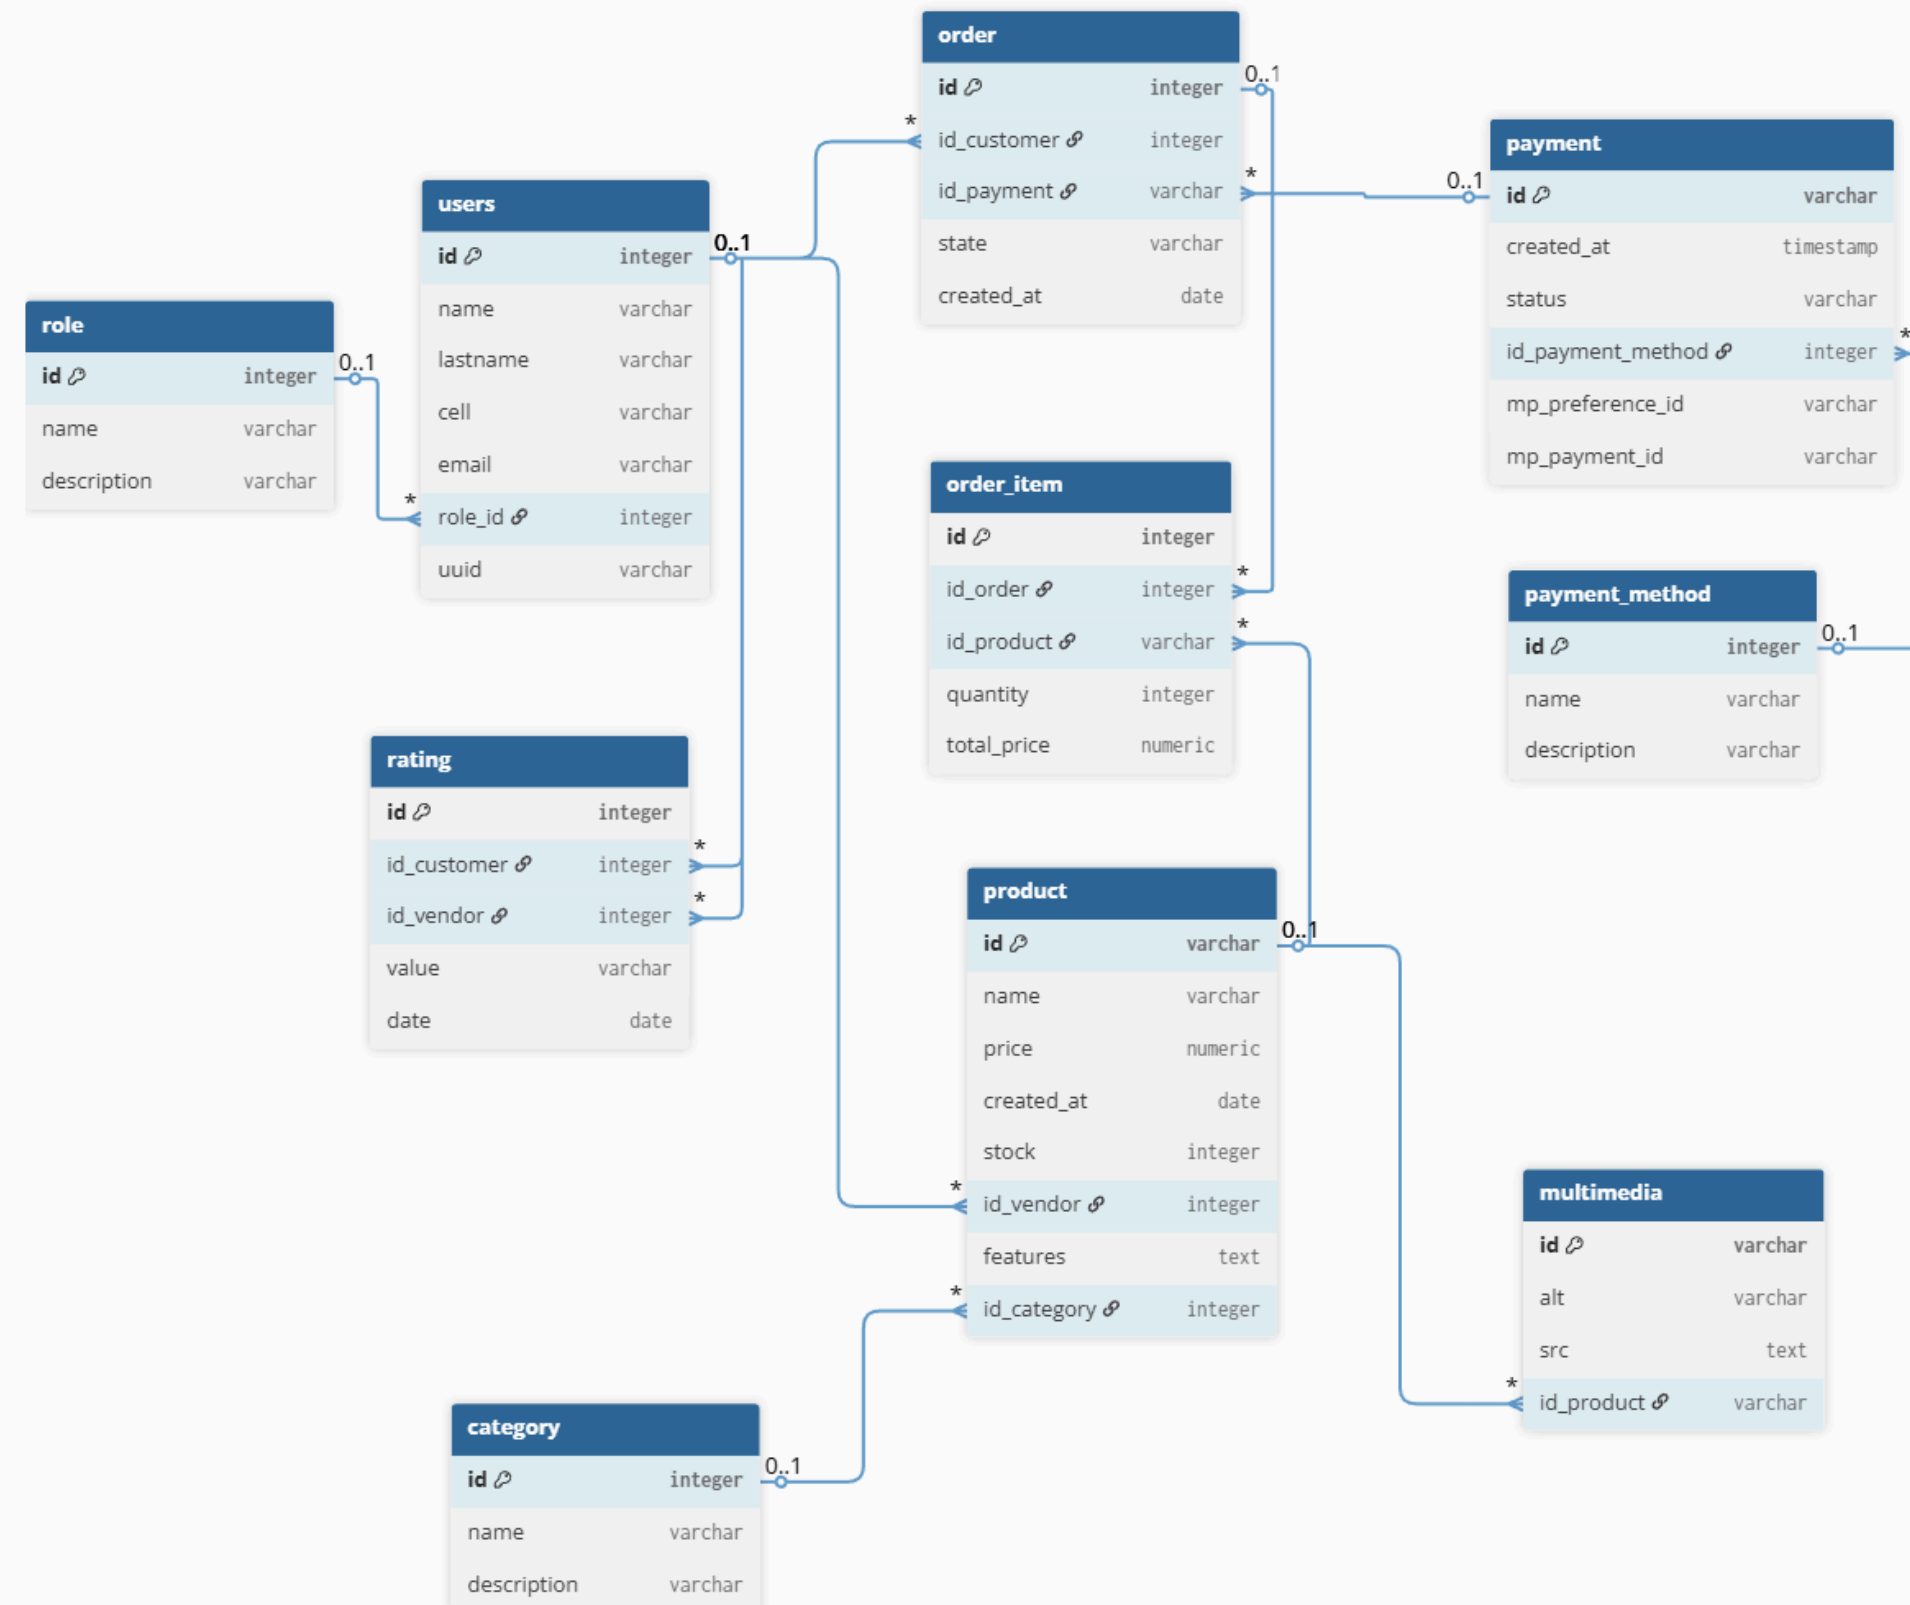 order
id integer
id_customer integer
id_payment varchar
state varchar
created_at date
0..1
*
*
payment
id varchar
created_at timestamp
status varchar
id_payment_method integer
mp_preference_id varchar
mp_payment_id varchar
0..1
*
users
id integer
name varchar
lastname varchar
cell varchar
email varchar
role_id integer
uuid varchar
0..1
*
role
id integer
name varchar
description varchar
0..1
order_item
id integer
id_order integer
id_product varchar
quantity integer
total_price numeric
*
*
payment_method
id integer
name varchar
description varchar
0..1
rating
id integer
id_customer integer
id_vendor integer
value varchar
date date
*
*
product
id varchar
name varchar
price numeric
created_at date
stock integer
id_vendor integer
features text
id_category integer
0..1
*
*
multimedia
id varchar
alt varchar
src text
id_product varchar
*
category
id integer
name varchar
description varchar
0..1